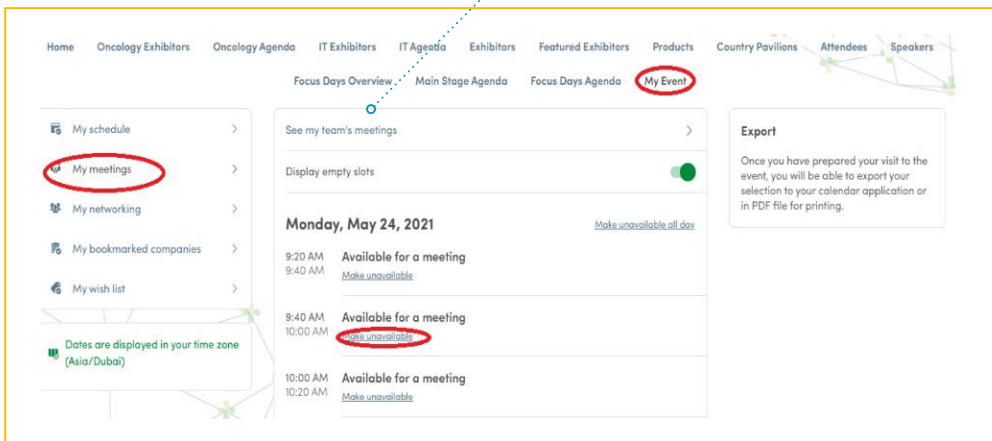 Home Oncology Exhibitors Oncology Agenda IT Exhibitors IT Agenda Exhibitors Featured Exhibitors Products Country Pavilions Attendees Speakers
Focus Days Overview Main Stage Agenda Focus Days Agenda My Event
My schedule
My meetings
My networking
My bookmarked companies
My wish list
Dates are displayed in your time zone
(Asia/Dubai)
See my team's meetings
Display empty slots
Monday, May 24, 2021 Make unavailable all day
9:20 AM Available for a meeting
9:40 AM Make unavailable
9:40 AM Available for a meeting
10:00 AM Make unavailable
10:00 AM Available for a meeting
10:20 AM Make unavailable
Export
Once you have prepared your visit to the
event, you will be able to export your
selection to your calendar application or
in PDF file for printing.